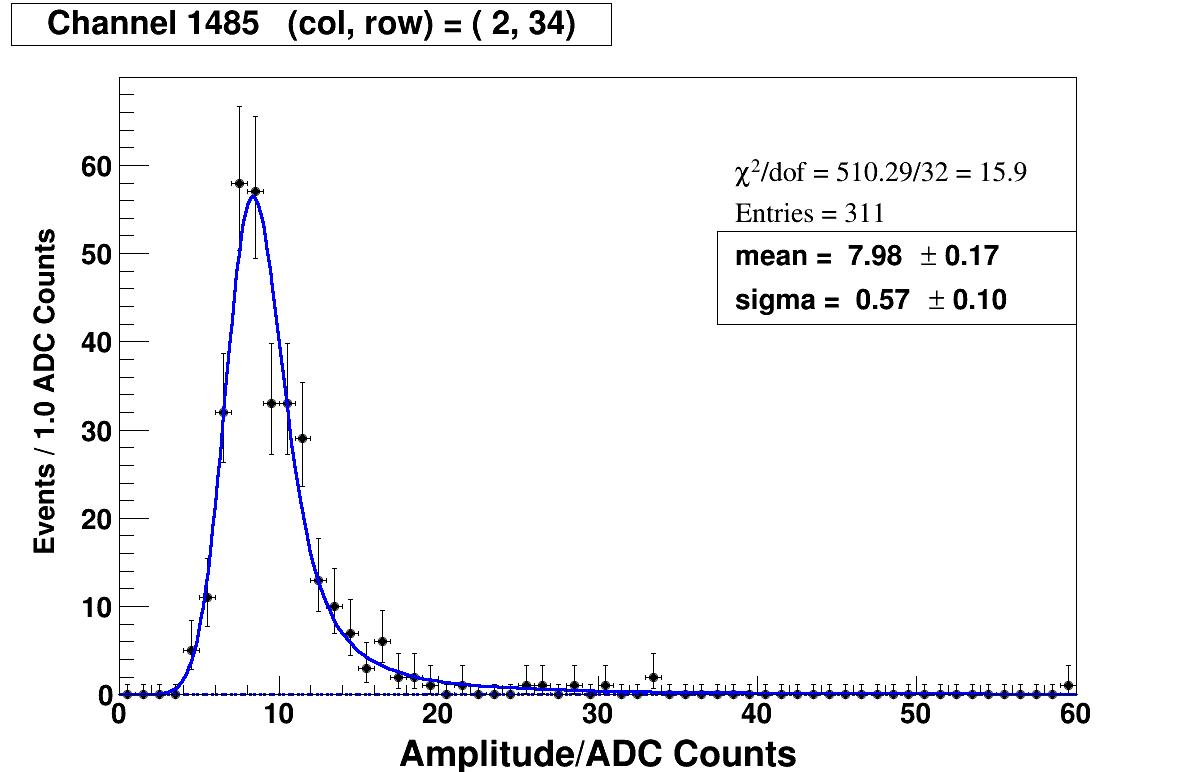 Channel 1485 (col, row) = ( 2, 34)
χ²/dof = 510.29/32 = 15.9
Entries = 311
mean = 7.98 ± 0.17
sigma = 0.57 ± 0.10
Events / 1.0 ADC Counts
60
50
40
30
20
10
0
0 10 20 30 40 50 60
Amplitude/ADC Counts